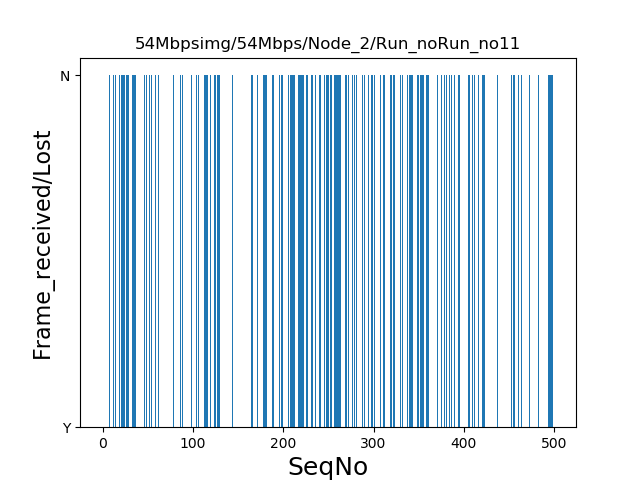 54Mbpsimg/54Mbps/Node_2/Run_noRun_no11
N
Frame_received/Lost
Y
0 100 200 300 400 500
SeqNo